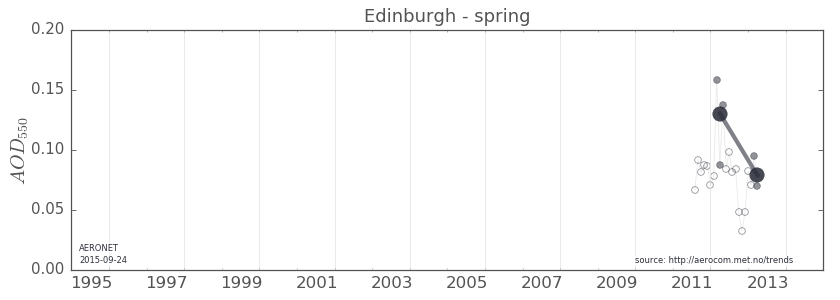 Edinburgh - spring
0.20
0.15
0.10
0.05
0.00
AOD550
AERONET
2015-09-24
source: http://aerocom.met.no/trends
1995 1997 1999 2001 2003 2005 2007 2009 2011 2013